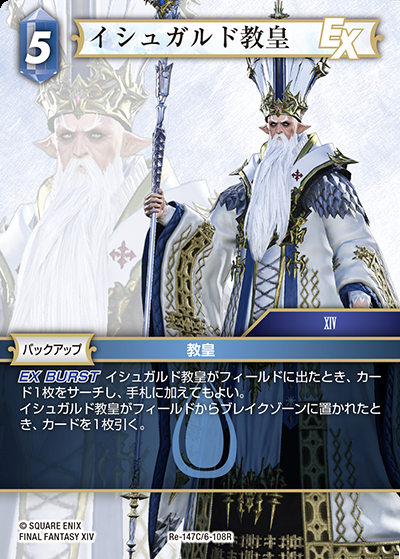 5
イシュガルド教皇
EX
XIV
バックアップ
教皇
EX BURST イシュガルド教皇がフィールドに出たとき、カー
ド1枚をサーチし、手札に加えてもよい。
イシュガルド教皇がフィールドからブレイクゾーンに置かれたと
き、カードを1枚引く。
© SQUARE ENIX
FINAL FANTASY XIV
Re-147C/6-108R